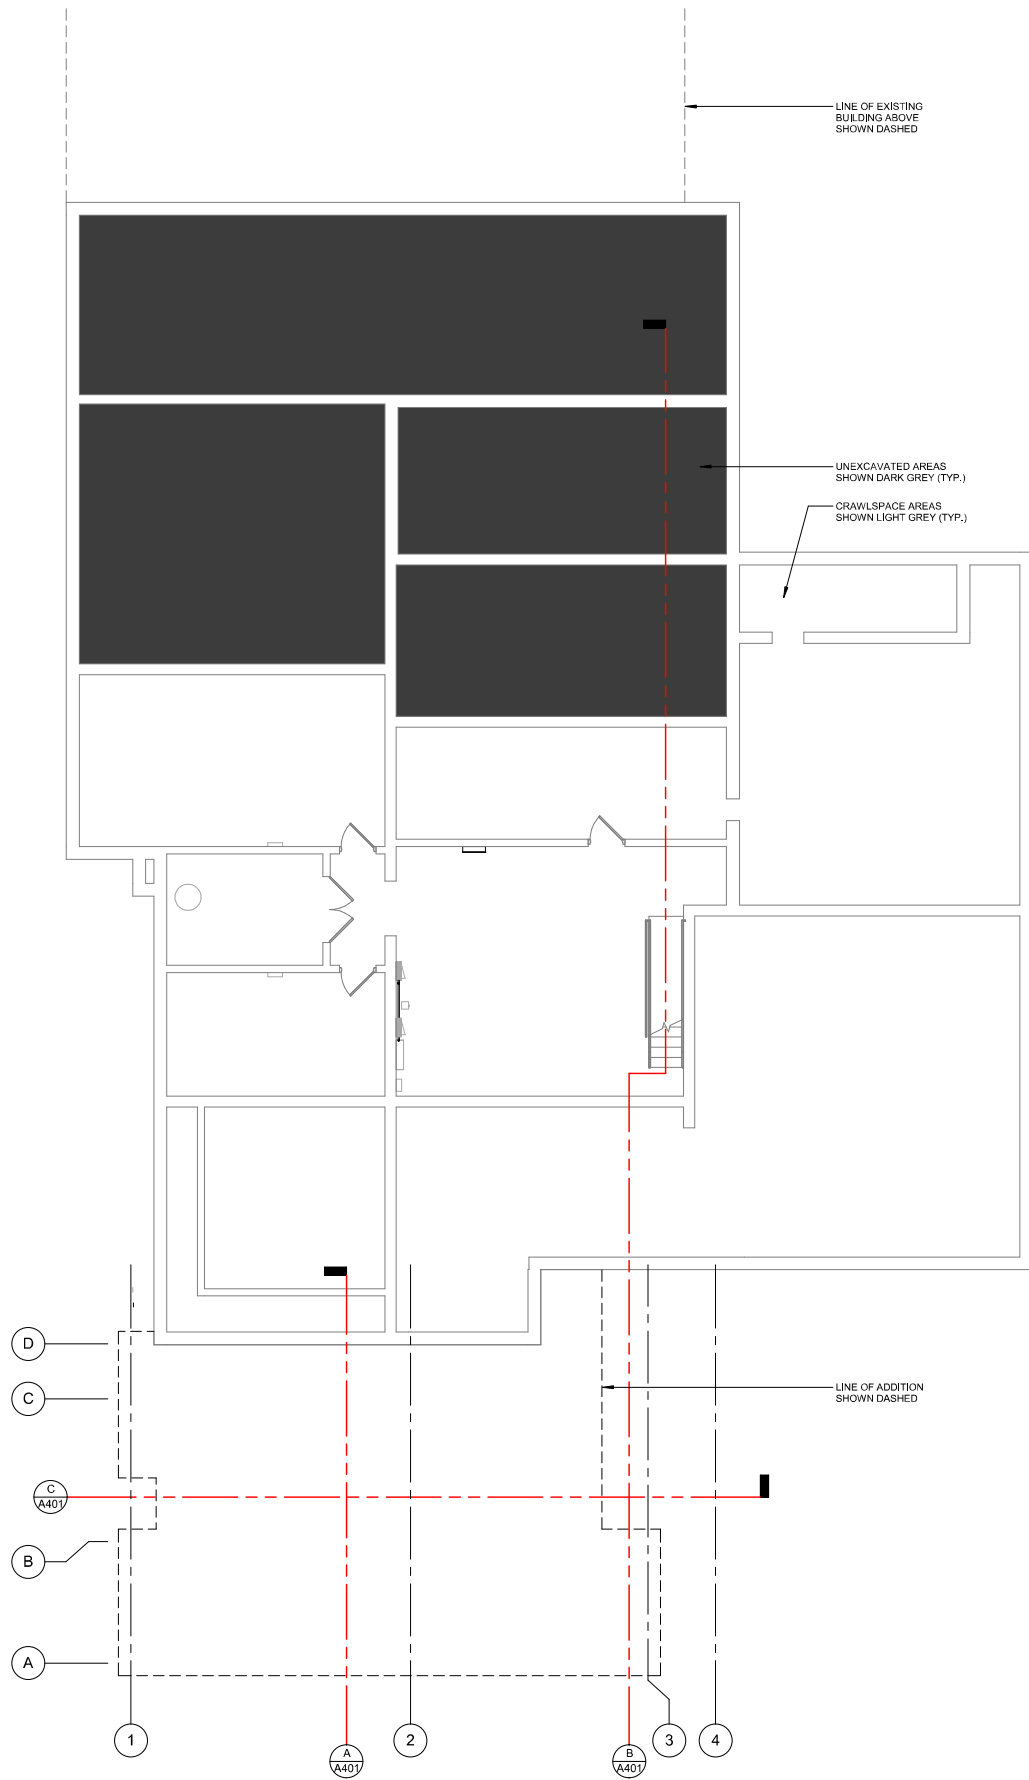 LINE OF EXISTING
BUILDING ABOVE
SHOWN DASHED
UNEXCAVATED AREAS
SHOWN DARK GREY (TYP.)
CRAWLSPACE AREAS
SHOWN LIGHT GREY (TYP.)
D
C
LINE OF ADDITION
SHOWN DASHED
C
A401
B
A
1
A
A401
2
B
A401
3
4